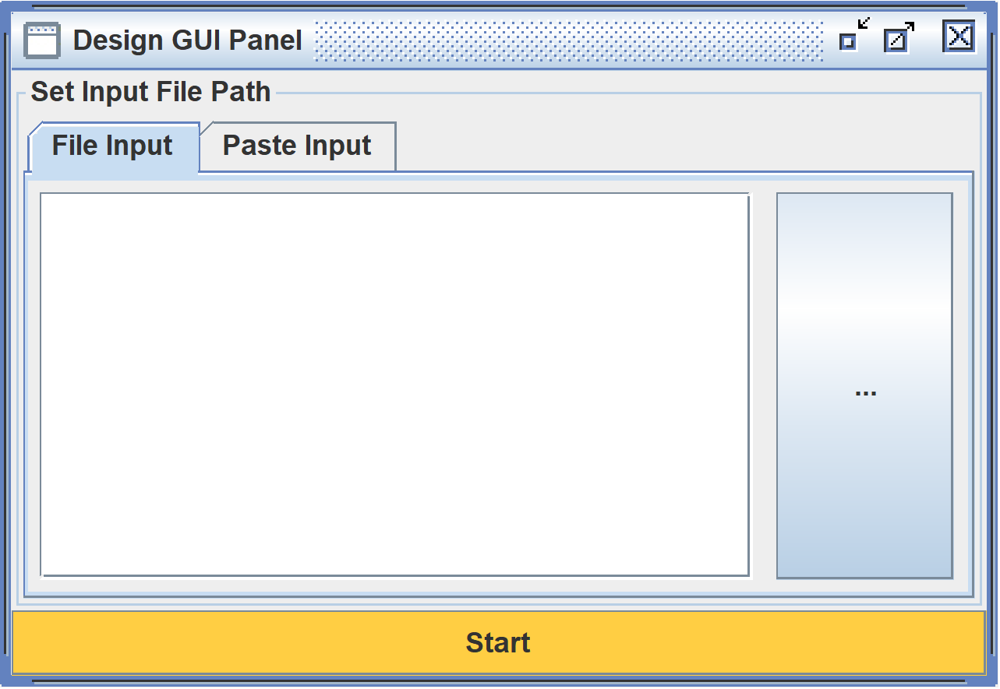 Design GUI Panel
Set Input File Path
File Input
Paste Input
...
Start